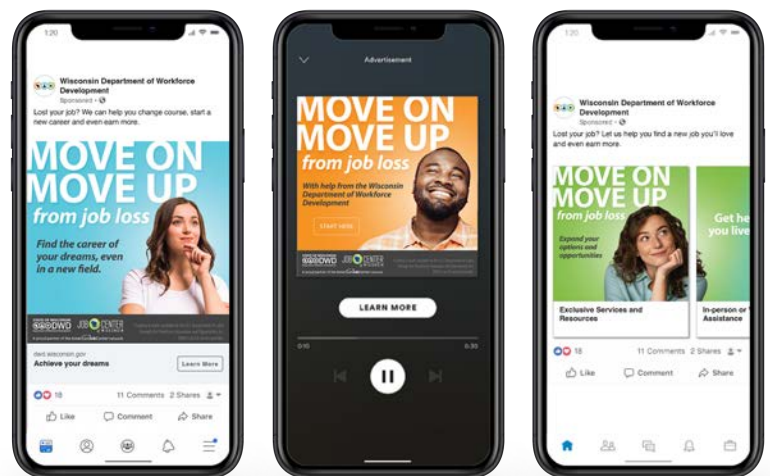 1:20
Wisconsin Department of Workforce
Development
Sponsored •
Lost your job? We can help you change course, start a
new career and even earn more.
MOVE ON
MOVE UP
from job loss
Find the career of
your dreams, even
in a new field.
DWD
JOB CENTER
dwd.wisconsin.gov
Achieve your dreams
Learn More
18
11 Comments 2 Shares
Like
Comment
Share
Advertisement
MOVE ON
MOVE UP
from job loss
With help from the Wisconsin
Department of Workforce
Development
START HERE
DWD
JOB CENTER
LEARN MORE
0:10
0:30
1:20
Wisconsin Department of Workforce
Development
Sponsored •
Lost your job? Let us help you find a new job you'll love
and even earn more.
MOVE ON
MOVE UP
from job loss
Expand your
options and
opportunities
Get he
you live
Exclusive Services and
Resources
In-person or
Assistance
18
11 Comments 2 Shares
Like
Comment
Share